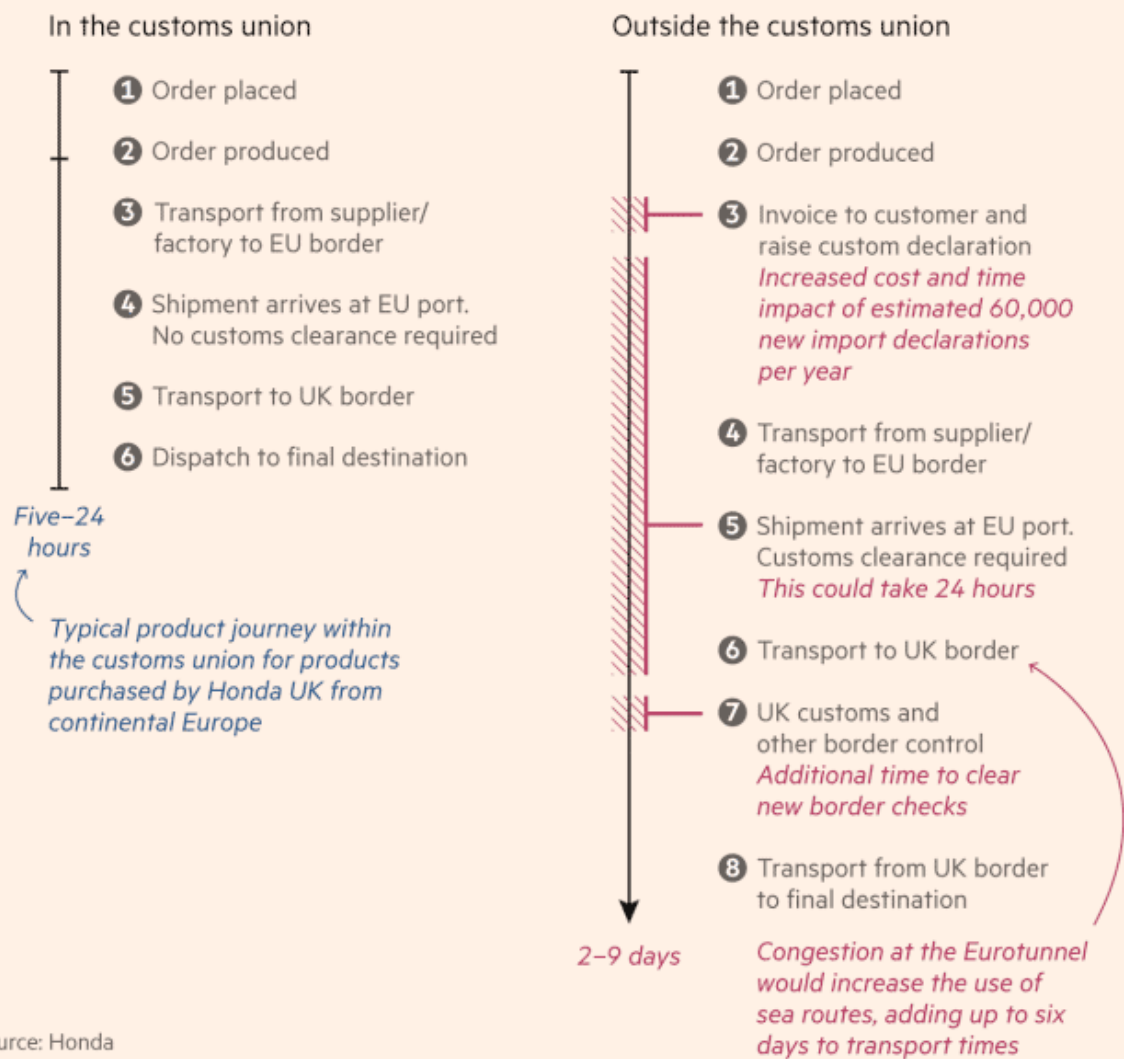 In the customs union
1 Order placed
2 Order produced
3 Transport from supplier/
factory to EU border
4 Shipment arrives at EU port.
No customs clearance required
5 Transport to UK border
6 Dispatch to final destination
Five–24
hours
Typical product journey within
the customs union for products
purchased by Honda UK from
continental Europe
Outside the customs union
1 Order placed
2 Order produced
3 Invoice to customer and
raise custom declaration
Increased cost and time
impact of estimated 60,000
new import declarations
per year
4 Transport from supplier/
factory to EU border
5 Shipment arrives at EU port.
Customs clearance required
This could take 24 hours
6 Transport to UK border
7 UK customs and
other border control
Additional time to clear
new border checks
8 Transport from UK border
to final destination
2–9 days
Congestion at the Eurotunnel
would increase the use of
sea routes, adding up to six
days to transport times
urce: Honda